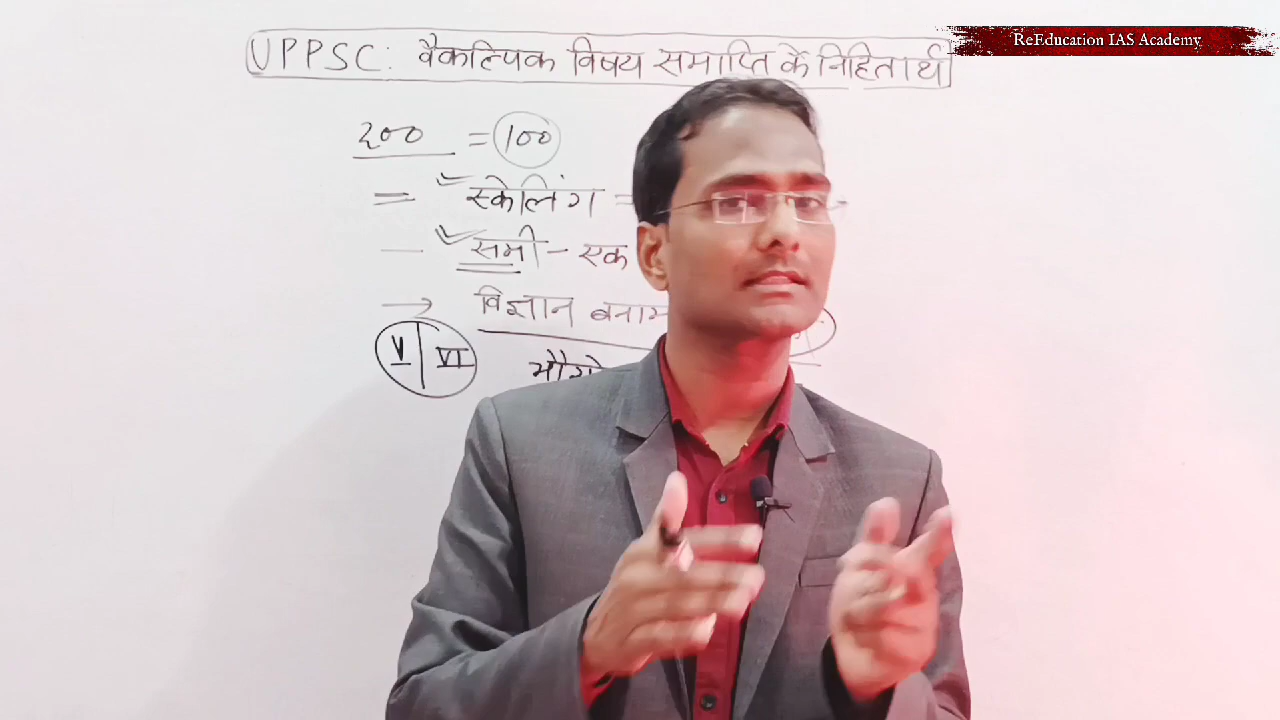 UPPSC: वैकल्पिक विषय समाप्ति के निहितार्थ
ReEducation IAS Academy
200 = 100
= स्केलिंग =
- सभी - एक
→ विज्ञान बनाम
V | VI